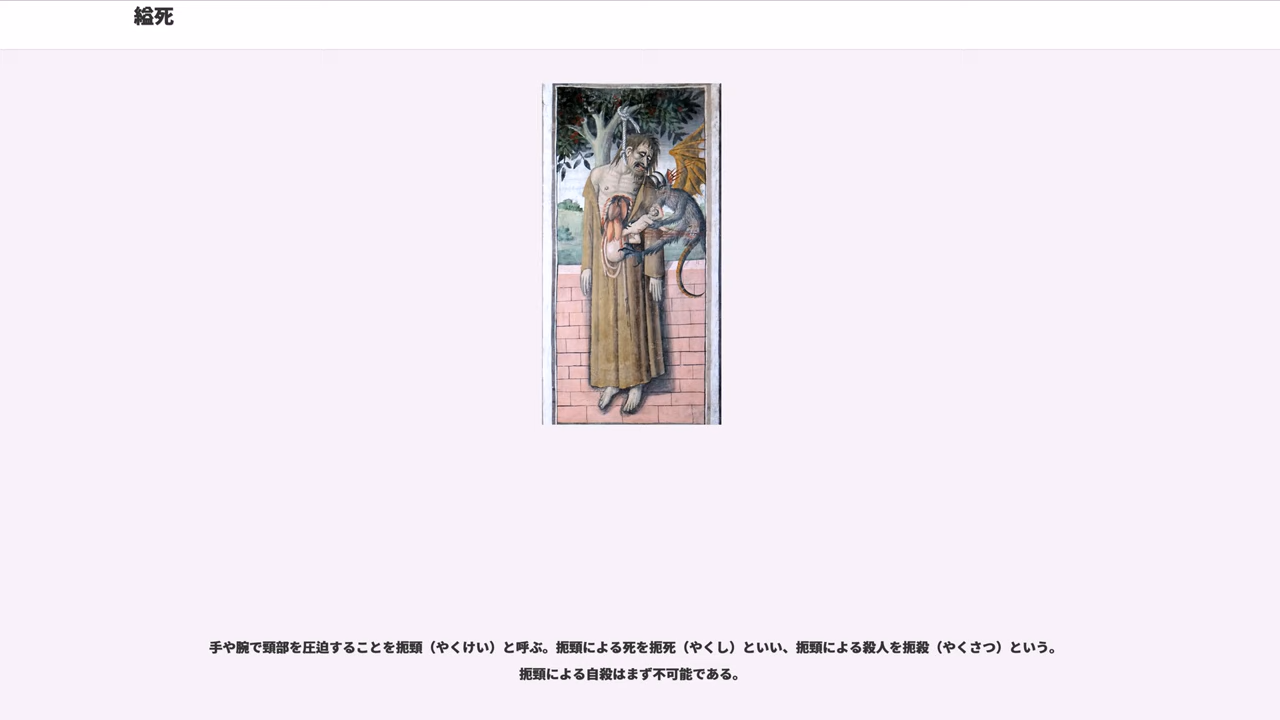 縊死
手や腕で頸部を圧迫することを扼頸（やくけい）と呼ぶ。扼頸による死を扼死（やくし）といい、扼頸による殺人を扼殺（やくさつ）という。
扼頸による自殺はまず不可能である。